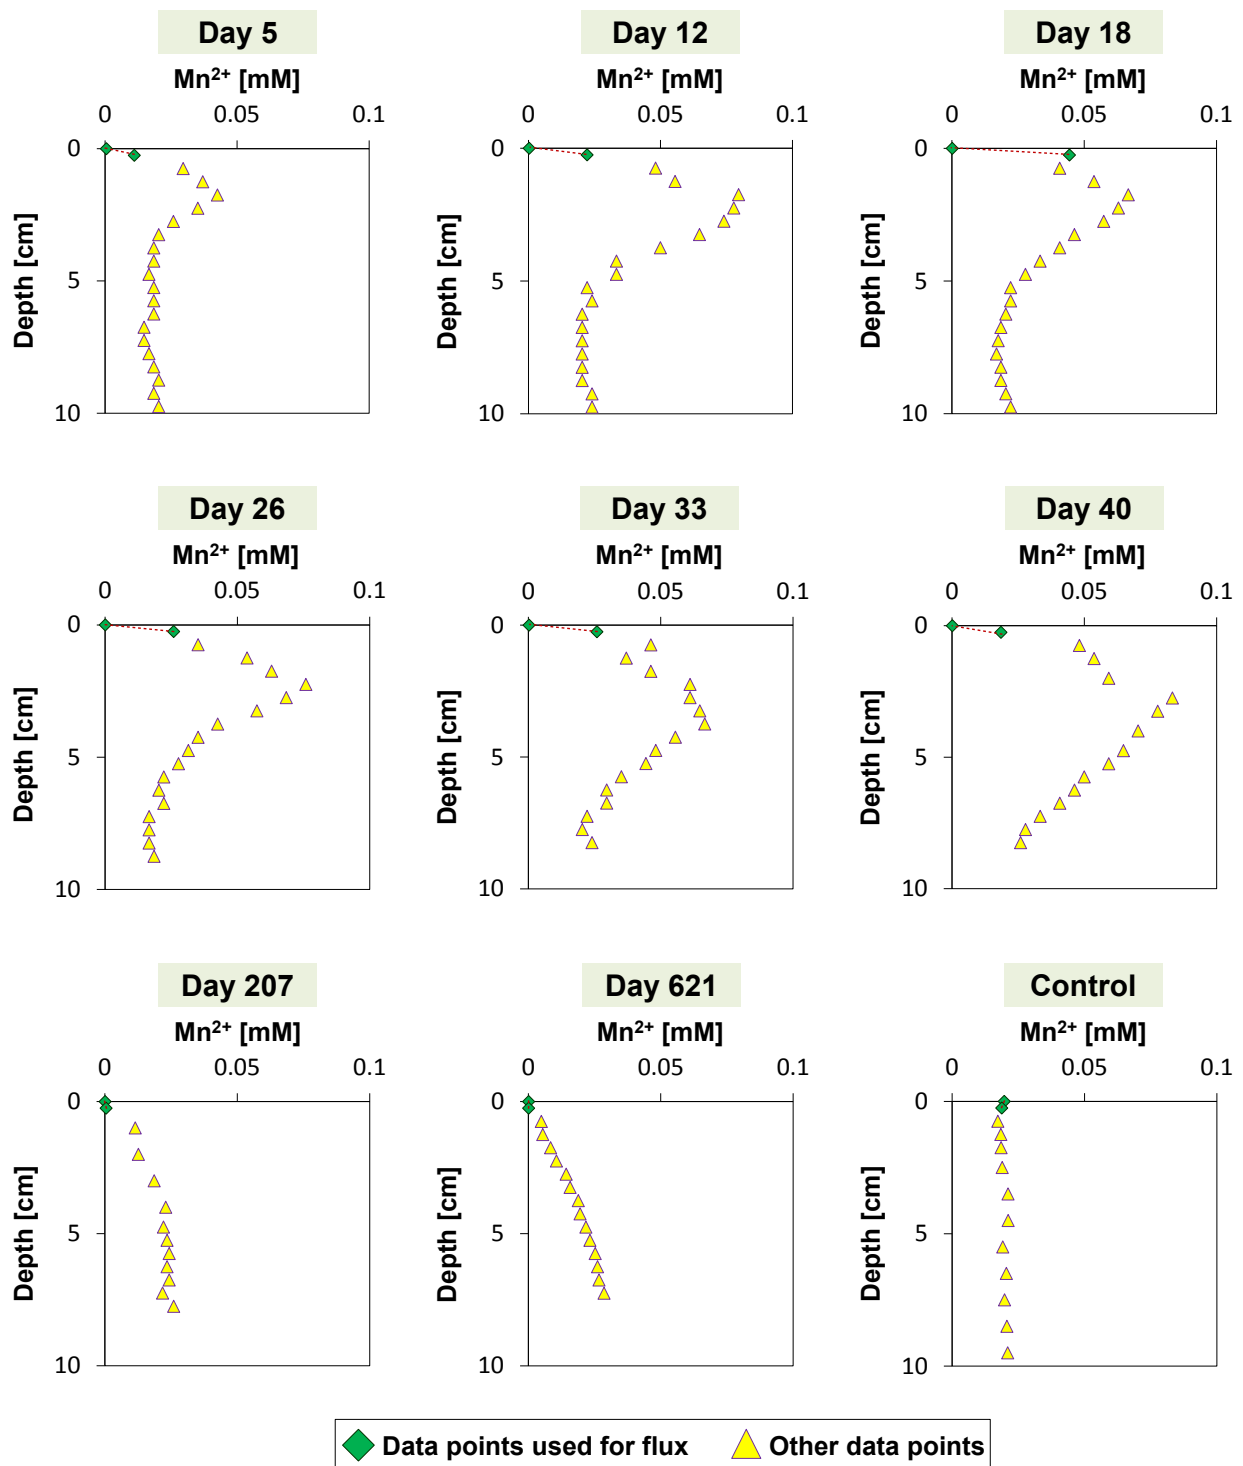 Day 5 Day 12 Day 18
Mn²⁺ [mM] Mn²⁺ [mM] Mn²⁺ [mM]
0 0.05 0.1 0 0.05 0.1 0 0.05 0.1
0 0 0
Depth [cm] Depth [cm] Depth [cm]
5 5 5
10 10 10
Day 26 Day 33 Day 40
Mn²⁺ [mM] Mn²⁺ [mM] Mn²⁺ [mM]
0 0.05 0.1 0 0.05 0.1 0 0.05 0.1
0 0 0
Depth [cm] Depth [cm] Depth [cm]
5 5 5
10 10 10
Day 207 Day 621 Control
Mn²⁺ [mM] Mn²⁺ [mM] Mn²⁺ [mM]
0 0.05 0.1 0 0.05 0.1 0 0.05 0.1
0 0 0
Depth [cm] Depth [cm] Depth [cm]
5 5 5
10 10 10
Data points used for flux Other data points